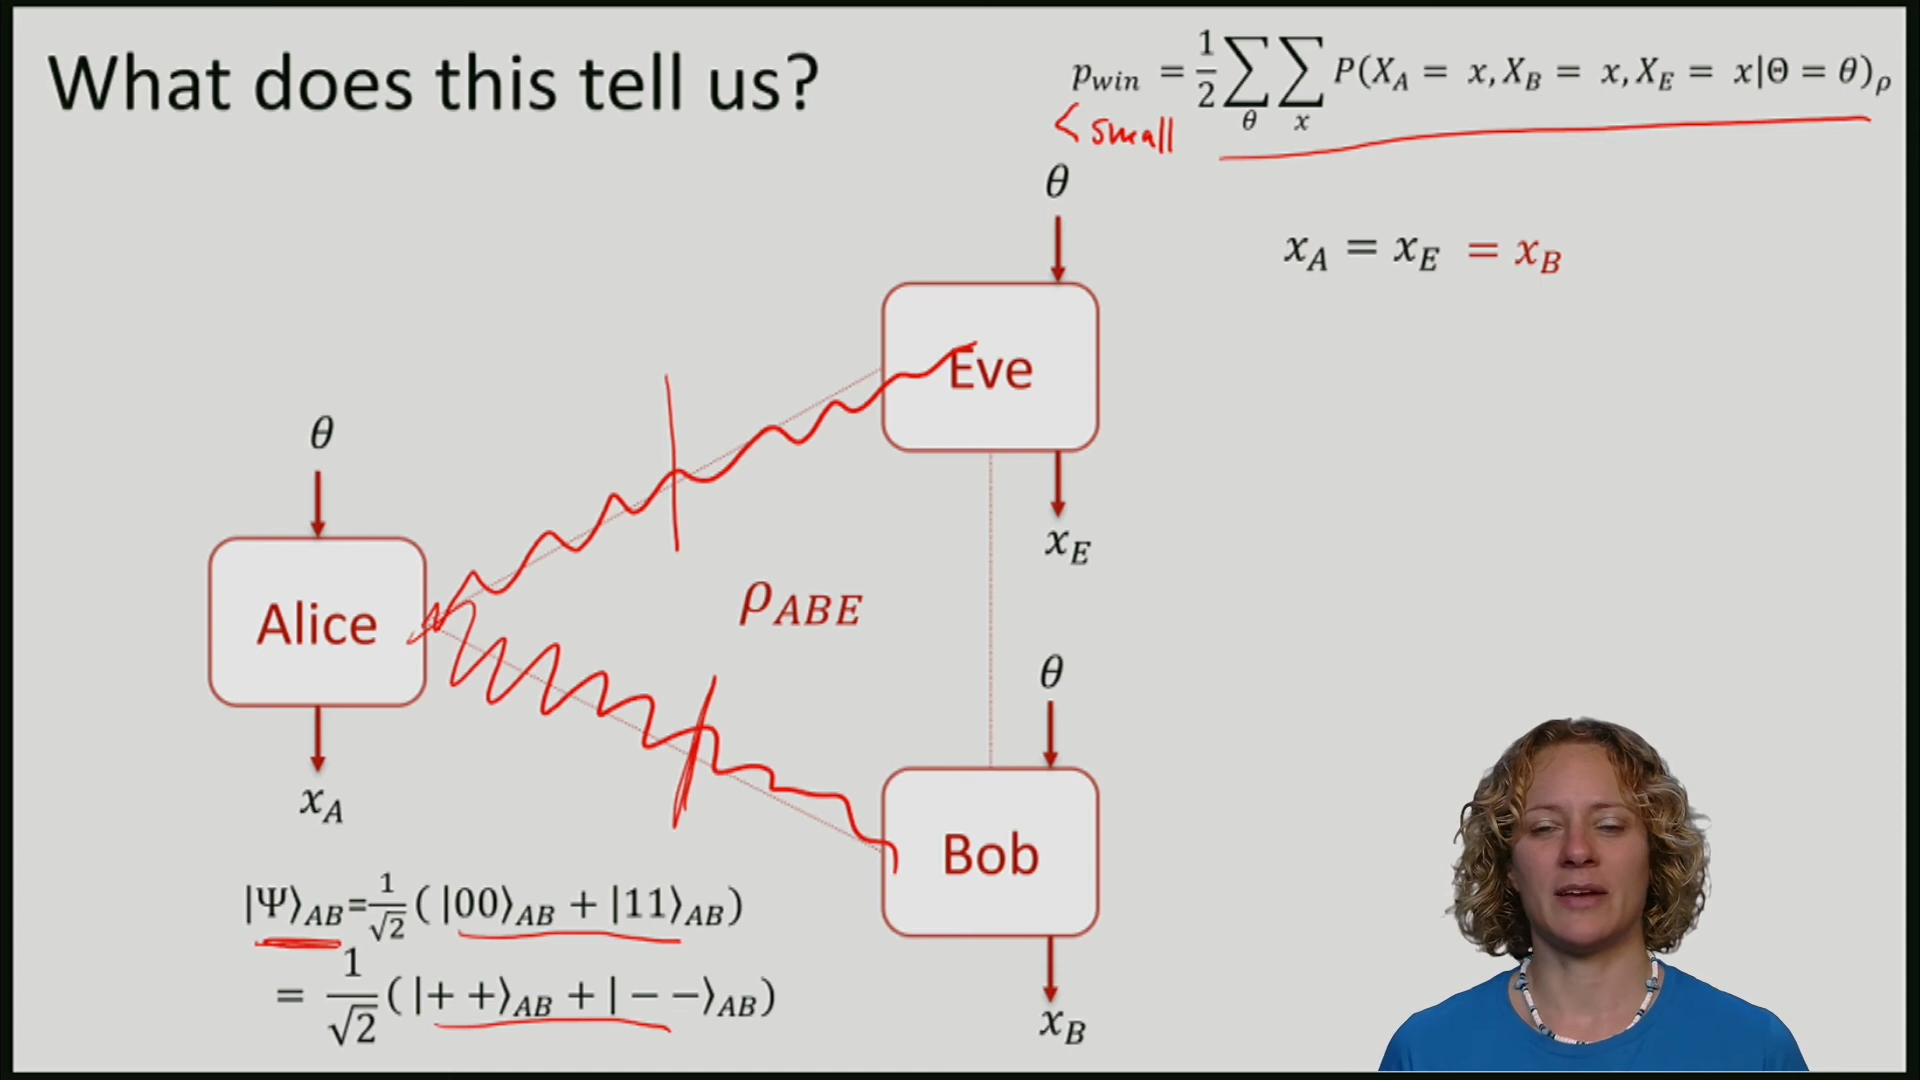 What does this tell us?
p_win = 1/2 ∑_θ ∑_x P(X_A = x, X_B = x, X_E = x|Θ = θ)_ρ
< small
θ
x_A = x_E = x_B
Eve
θ
x_E
ρ_ABE
Alice
θ
x_A
Bob
|Ψ⟩_AB=1/√2 ( |00⟩_AB + |11⟩_AB)
= 1/√2 ( |+ +⟩_AB + | − −⟩_AB)
x_B